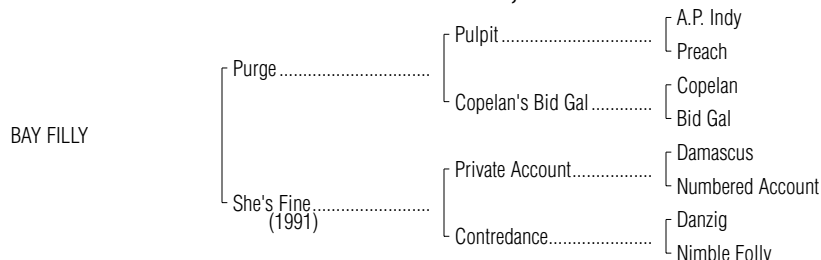 A.P. Indy
Pulpit
Preach
Purge
Copelan
Copelan's Bid Gal
Bid Gal
BAY FILLY
Damascus
Private Account
Numbered Account
She's Fine
(1991)
Danzig
Contredance
Nimble Folly